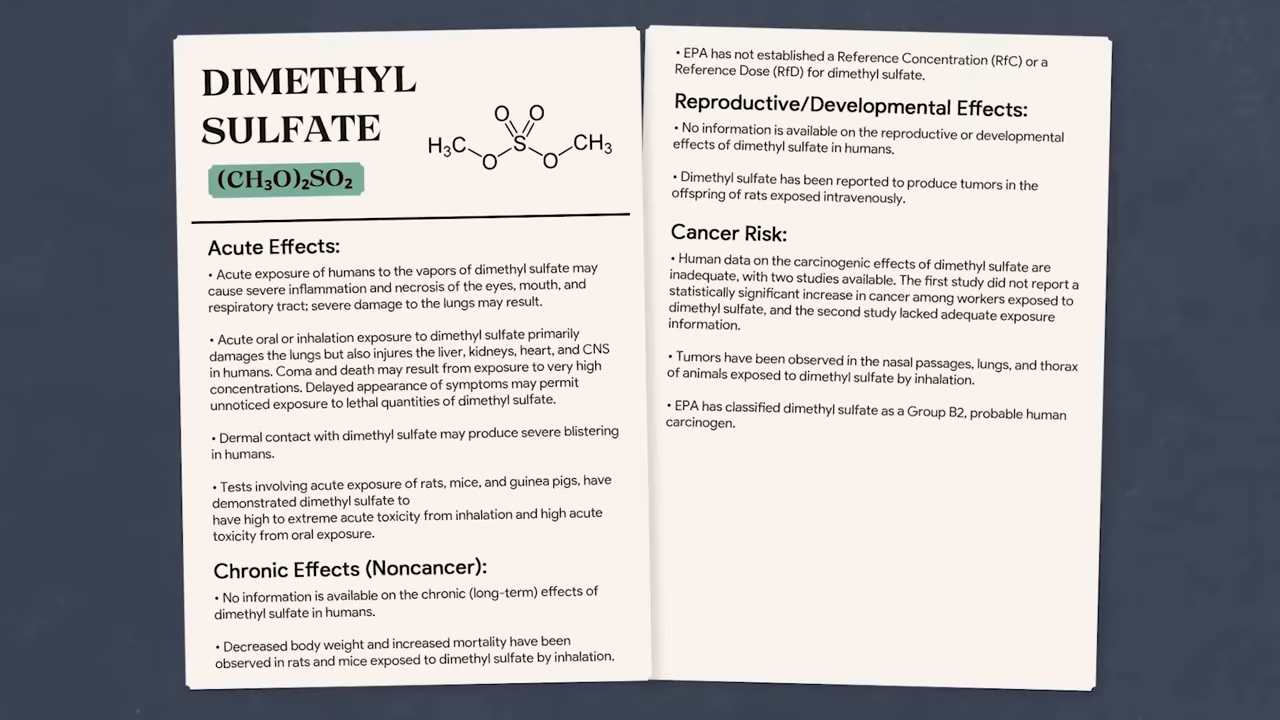 DIMETHYL
SULFATE
(CH₃O)₂SO₂
O O
H₃C S CH₃
O O
Acute Effects:
• Acute exposure of humans to the vapors of dimethyl sulfate may
cause severe inflammation and necrosis of the eyes, mouth, and
respiratory tract; severe damage to the lungs may result.
• Acute oral or inhalation exposure to dimethyl sulfate primarily
damages the lungs but also injures the liver, kidneys, heart, and CNS
in humans. Coma and death may result from exposure to very high
concentrations. Delayed appearance of symptoms may permit
unnoticed exposure to lethal quantities of dimethyl sulfate.
• Dermal contact with dimethyl sulfate may produce severe blistering
in humans.
• Tests involving acute exposure of rats, mice, and guinea pigs, have
demonstrated dimethyl sulfate to
have high to extreme acute toxicity from inhalation and high acute
toxicity from oral exposure.
Chronic Effects (Noncancer):
• No information is available on the chronic (long-term) effects of
dimethyl sulfate in humans.
• Decreased body weight and increased mortality have been
observed in rats and mice exposed to dimethyl sulfate by inhalation.
• EPA has not established a Reference Concentration (RfC) or a
Reference Dose (RfD) for dimethyl sulfate.
Reproductive/Developmental Effects:
• No information is available on the reproductive or developmental
effects of dimethyl sulfate in humans.
• Dimethyl sulfate has been reported to produce tumors in the
offspring of rats exposed intravenously.
Cancer Risk:
• Human data on the carcinogenic effects of dimethyl sulfate are
inadequate, with two studies available. The first study did not report a
statistically significant increase in cancer among workers exposed to
dimethyl sulfate, and the second study lacked adequate exposure
information.
• Tumors have been observed in the nasal passages, lungs, and thorax
of animals exposed to dimethyl sulfate by inhalation.
• EPA has classified dimethyl sulfate as a Group B2, probable human
carcinogen.